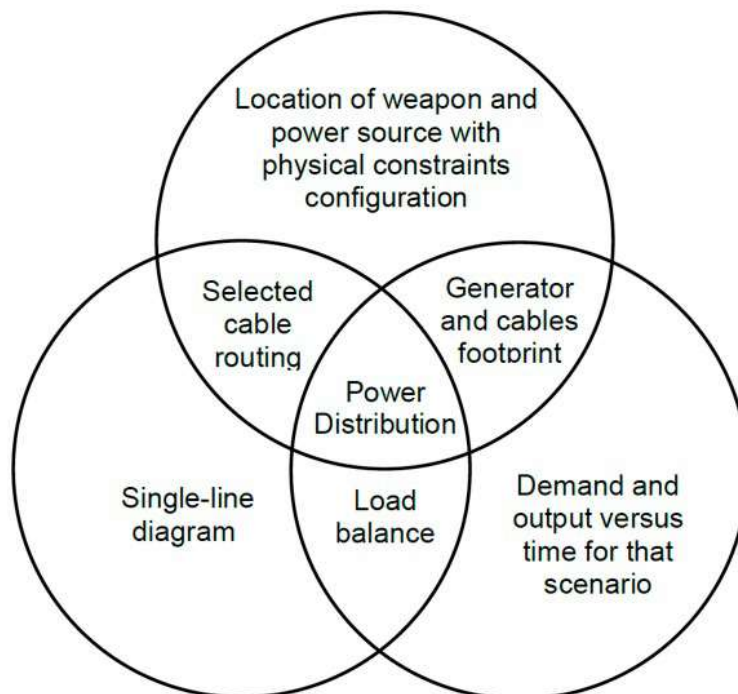 Location of weapon and
power source with
physical constraints
configuration
Selected
cable
routing
Generator
and cables
footprint
Power
Distribution
Single-line
diagram
Load
balance
Demand and
output versus
time for that
scenario